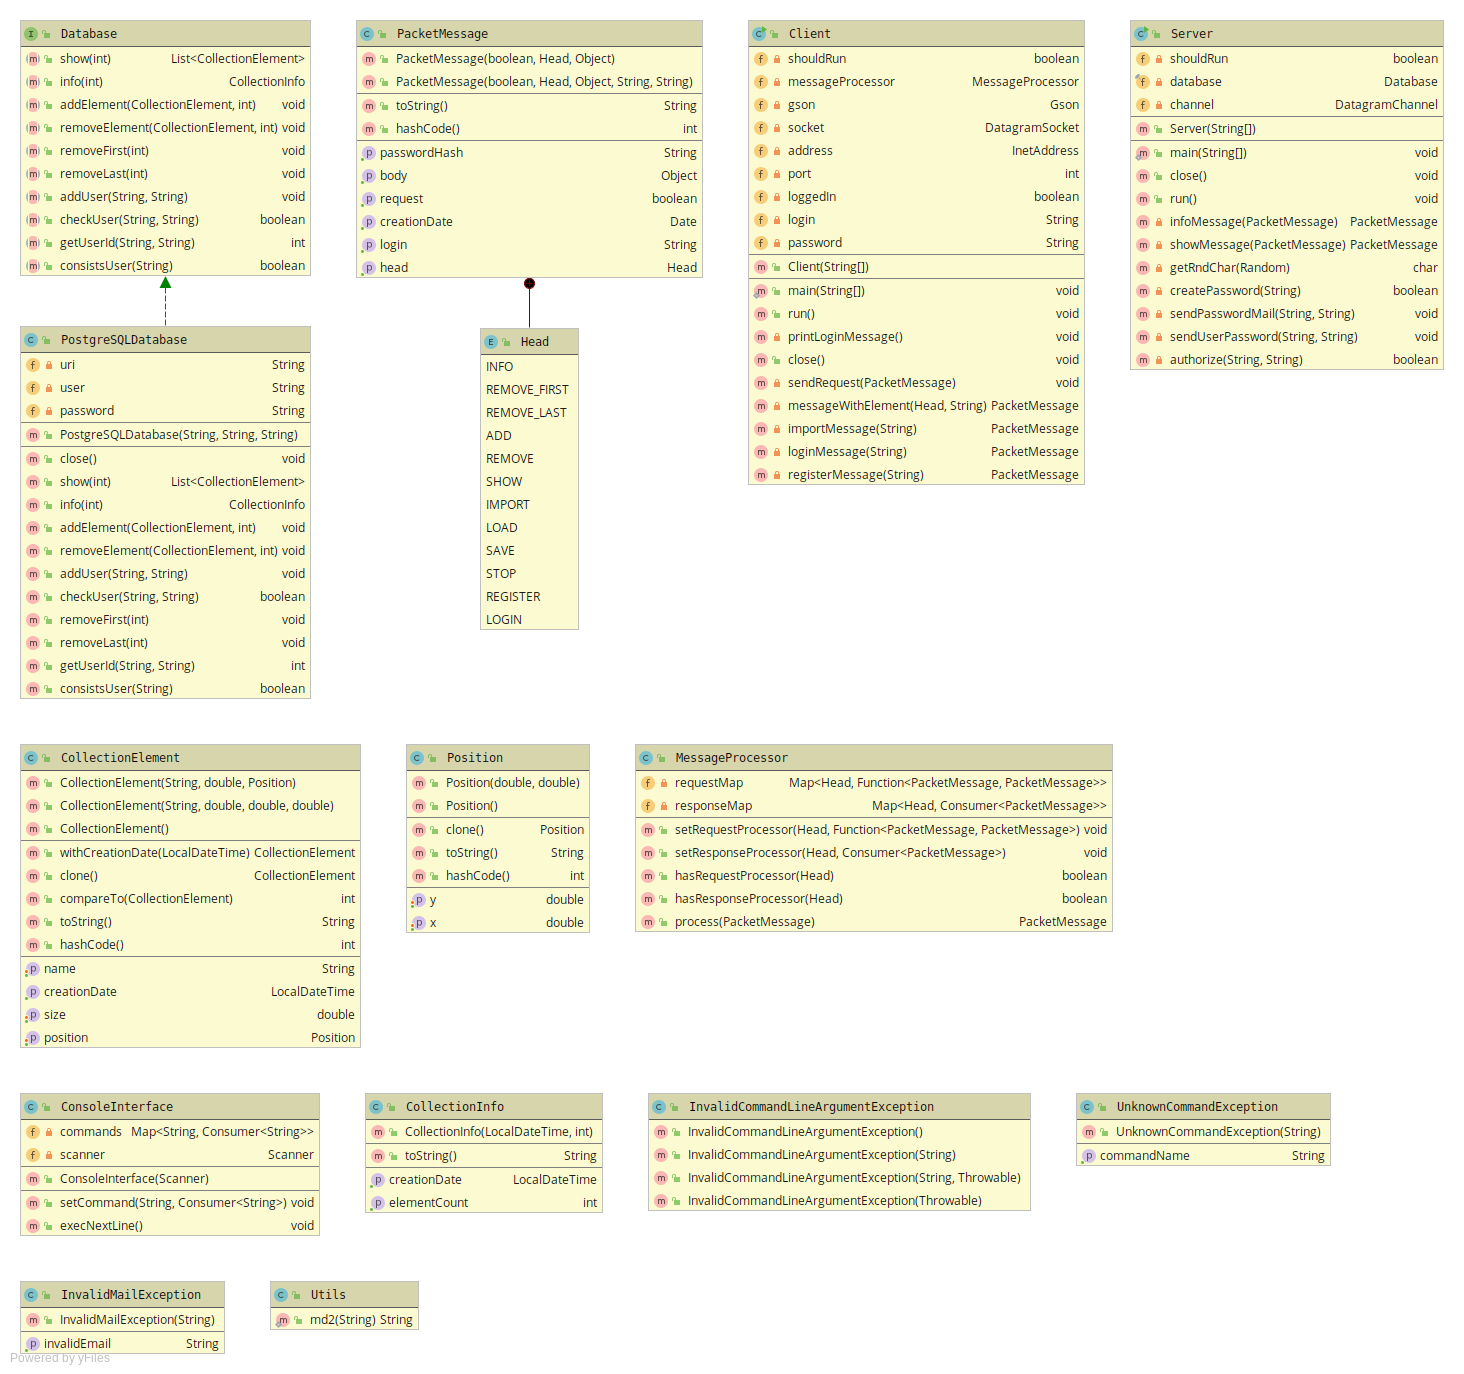 Database
show(int) List<CollectionElement>
info(int) CollectionInfo
addElement(CollectionElement, int) void
removeElement(CollectionElement, int) void
removeFirst(int) void
removeLast(int) void
addUser(String, String) void
checkUser(String, String) boolean
getUserId(String, String) int
consistsUser(String) boolean
PacketMessage
PacketMessage(boolean, Head, Object)
PacketMessage(boolean, Head, Object, String, String)
toString() String
hashCode() int
passwordHash String
body Object
request boolean
creationDate Date
login String
head Head
Client
shouldRun boolean
messageProcessor MessageProcessor
gson Gson
socket DatagramSocket
address InetAddress
port int
loggedIn boolean
login String
password String
Client(String[])
main(String[]) void
run() void
printLoginMessage() void
close() void
sendRequest(PacketMessage) void
messageWithElement(Head, String) PacketMessage
importMessage(String) PacketMessage
loginMessage(String) PacketMessage
registerMessage(String) PacketMessage
Server
shouldRun boolean
database Database
channel DatagramChannel
Server(String[])
main(String[]) void
close() void
run() void
infoMessage(PacketMessage) PacketMessage
showMessage(PacketMessage) PacketMessage
getRndChar(Random) char
createPassword(String) boolean
sendPasswordMail(String, String) void
sendUserPassword(String, String) void
authorize(String, String) boolean
PostgreSQLDatabase
uri String
user String
password String
PostgreSQLDatabase(String, String, String)
close() void
show(int) List<CollectionElement>
info(int) CollectionInfo
addElement(CollectionElement, int) void
removeElement(CollectionElement, int) void
addUser(String, String) void
checkUser(String, String) boolean
removeFirst(int) void
removeLast(int) void
getUserId(String, String) int
consistsUser(String) boolean
Head
INFO
REMOVE_FIRST
REMOVE_LAST
ADD
REMOVE
SHOW
IMPORT
LOAD
SAVE
STOP
REGISTER
LOGIN
CollectionElement
CollectionElement(String, double, Position)
CollectionElement(String, double, double, double)
CollectionElement()
withCreationDate(LocalDateTime) CollectionElement
clone() CollectionElement
compareTo(CollectionElement) int
toString() String
hashCode() int
name String
creationDate LocalDateTime
size double
position Position
Position
Position(double, double)
Position()
clone() Position
toString() String
hashCode() int
y double
x double
MessageProcessor
requestMap Map<Head, Function<PacketMessage, PacketMessage>>
responseMap Map<Head, Consumer<PacketMessage>>
setRequestProcessor(Head, Function<PacketMessage, PacketMessage>) void
setResponseProcessor(Head, Consumer<PacketMessage>) void
hasRequestProcessor(Head) boolean
hasResponseProcessor(Head) boolean
process(PacketMessage) PacketMessage
ConsoleInterface
commands Map<String, Consumer<String>>
scanner Scanner
ConsoleInterface(Scanner)
setCommand(String, Consumer<String>) void
execNextLine() void
CollectionInfo
CollectionInfo(LocalDateTime, int)
toString() String
creationDate LocalDateTime
elementCount int
InvalidCommandLineArgumentException
InvalidCommandLineArgumentException()
InvalidCommandLineArgumentException(String)
InvalidCommandLineArgumentException(String, Throwable)
InvalidCommandLineArgumentException(Throwable)
UnknownCommandException
UnknownCommandException(String)
commandName String
InvalidMailException
InvalidMailException(String)
invalidEmail String
Utils
md2(String) String
Powered by yFiles